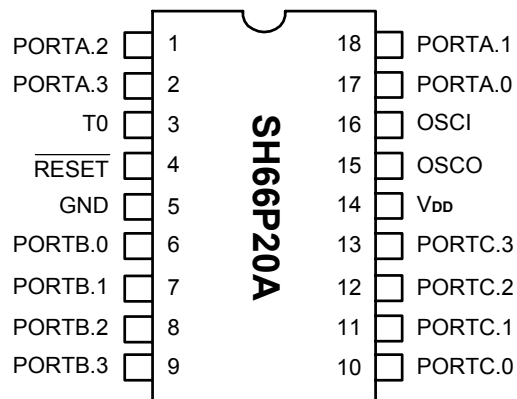 PORTA.2 1 18 PORTA.1
PORTA.3 2 17 PORTA.0
T0 3 16 OSCI
RESET 4 15 OSCO
GND 5 14 VDD
PORTB.0 6 13 PORTC.3
PORTB.1 7 12 PORTC.2
PORTB.2 8 11 PORTC.1
PORTB.3 9 10 PORTC.0
SH66P20A